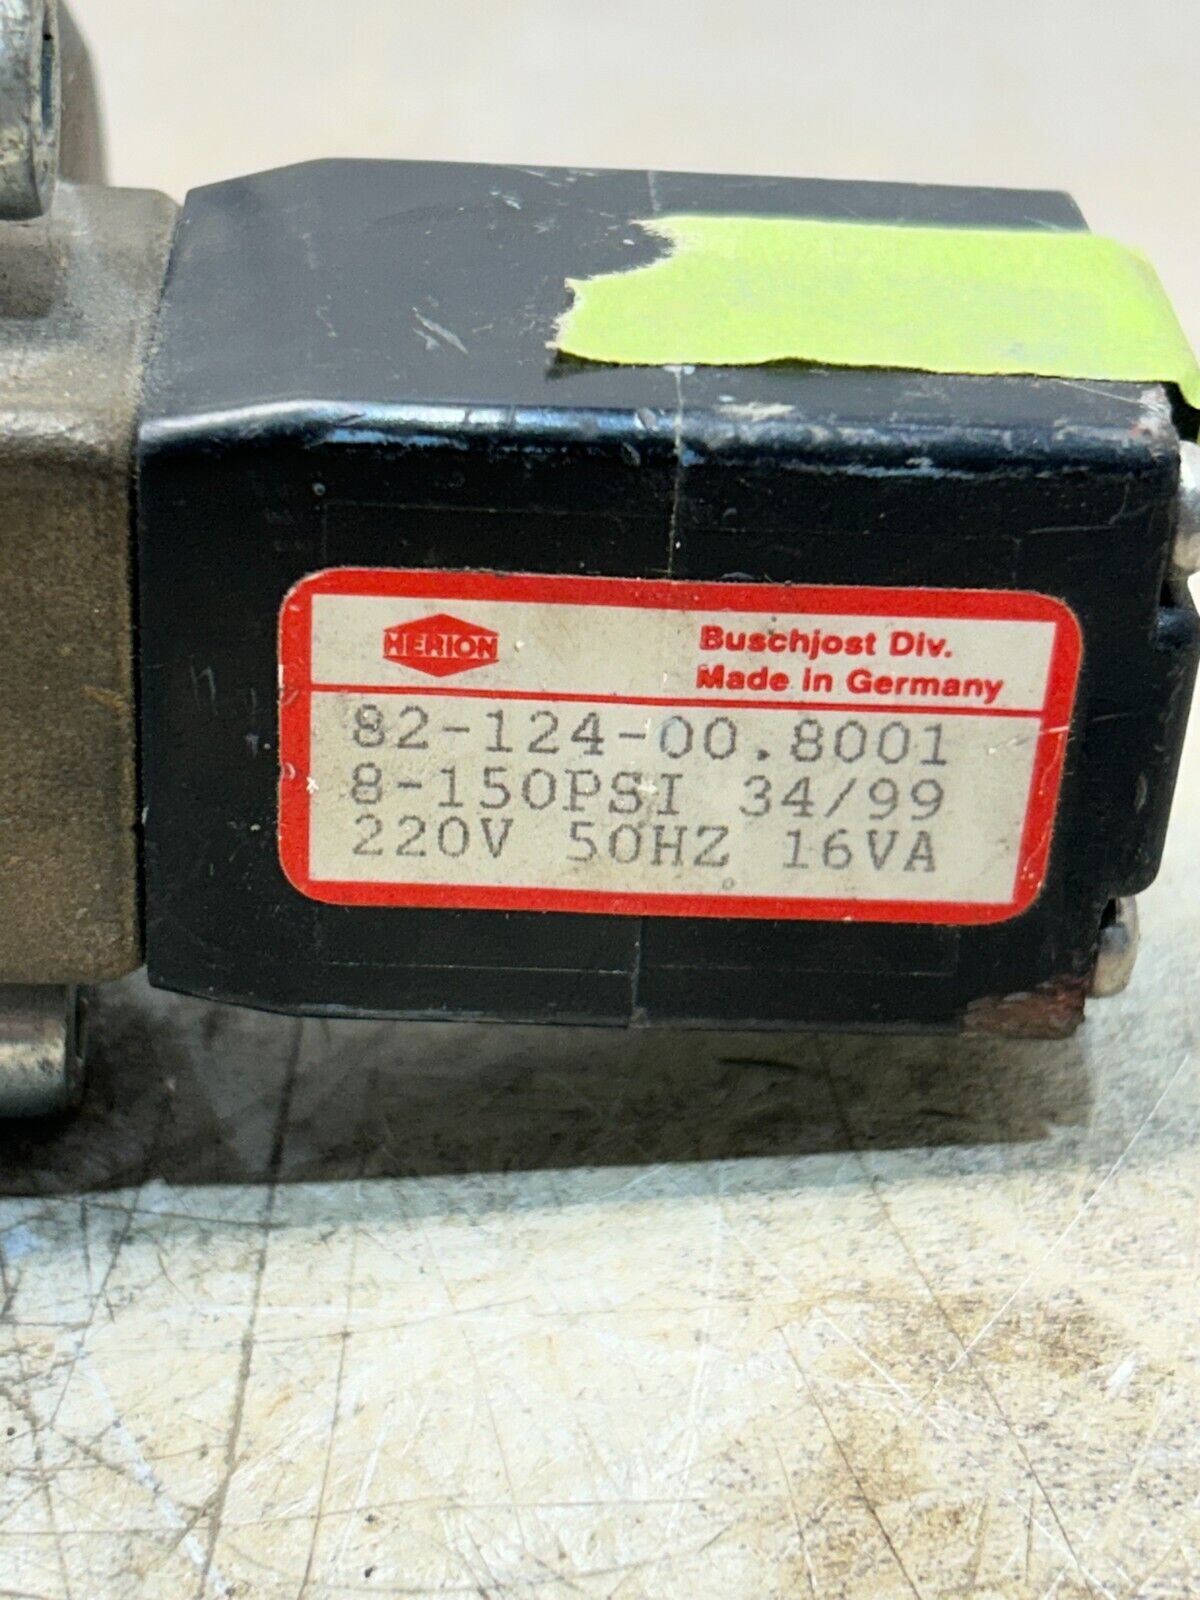 HERION
Buschjost Div.
Made in Germany
82-124-00.8001
8-150PSI 34/99
220V 50HZ 16VA